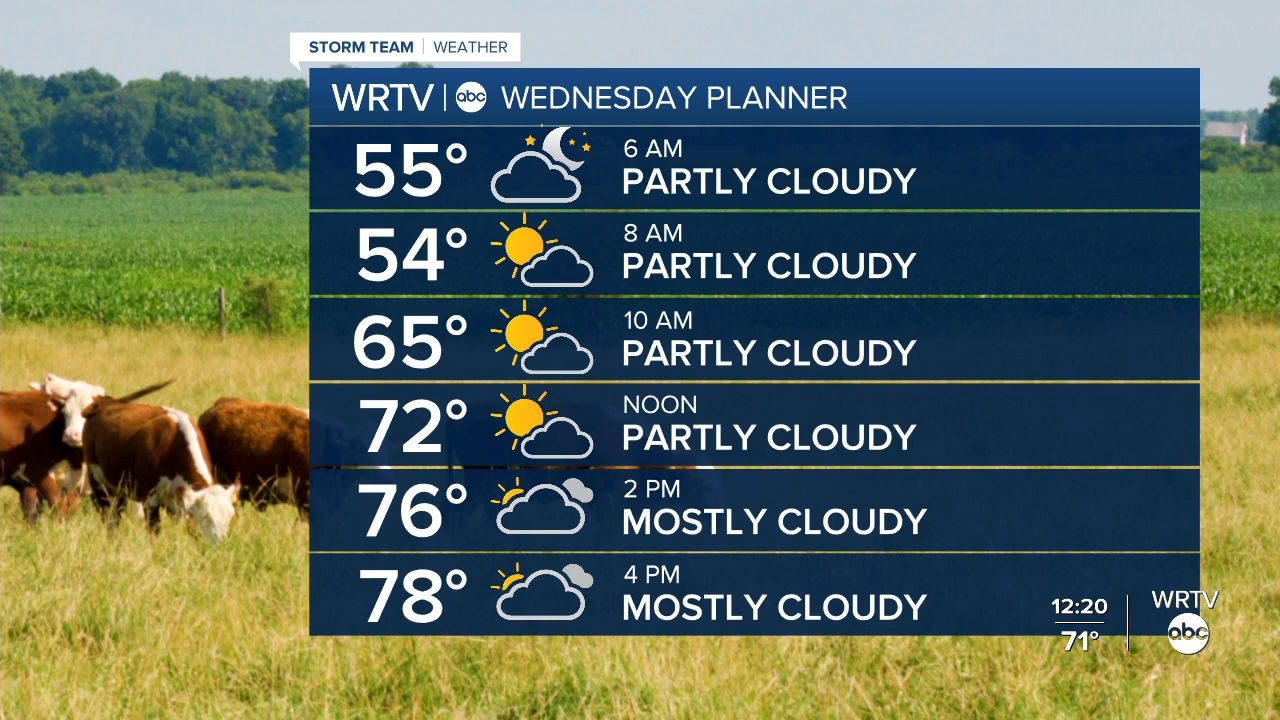 STORM TEAM | WEATHER
WRTV | abc WEDNESDAY PLANNER
55°
6 AM
PARTLY CLOUDY
54°
8 AM
PARTLY CLOUDY
65°
10 AM
PARTLY CLOUDY
72°
NOON
PARTLY CLOUDY
76°
2 PM
MOSTLY CLOUDY
78°
4 PM
MOSTLY CLOUDY
12:20
71°
WRTV
abc